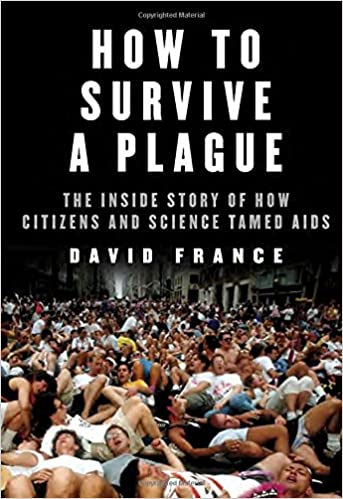 Copyrighted Material
HOW TO
SURVIVE
A PLAGUE
THE INSIDE STORY OF HOW
CITIZENS AND SCIENCE TAMED AIDS
DAVID FRANCE